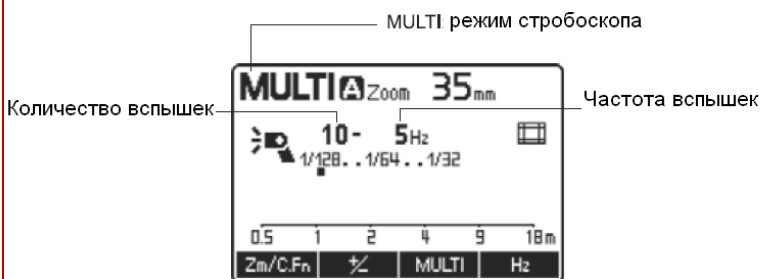 MULTI: режим стробоскопа
MULTI A Zoom 35mm
Количество вспышек
Частота вспышек
10- 5Hz
1/128..1/64..1/32
0.5 1 2 4 9 18m
Zm/C.Fn +/- MULTI Hz